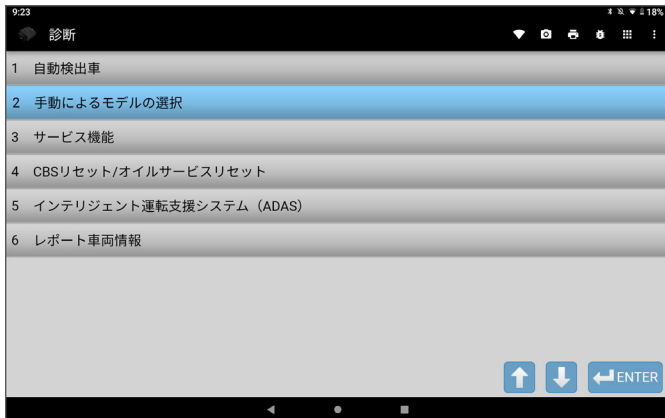 9:23
18%
診断
1 自動検出車
2 手動によるモデルの選択
3 サービス機能
4 CBSリセット/オイルサービスリセット
5 インテリジェント運転支援システム（ADAS）
6 レポート車両情報
ENTER